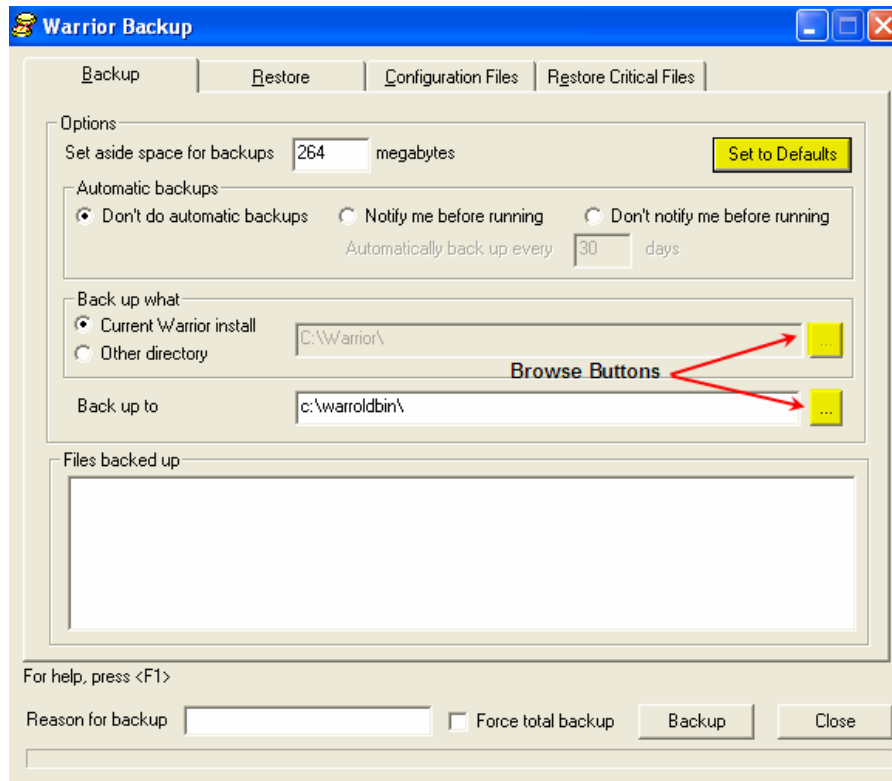 Warrior Backup
Backup Restore Configuration Files Restore Critical Files
Options
Set aside space for backups 264 megabytes Set to Defaults
Automatic backups
Don't do automatic backups Notify me before running Don't notify me before running
Automatically back up every 30 days
Back up what
Current Warrior install C:\Warrior\ ...
Other directory
Browse Buttons
Back up to c:\warroldbin\ ...
Files backed up
For help, press <F1>
Reason for backup Force total backup Backup Close